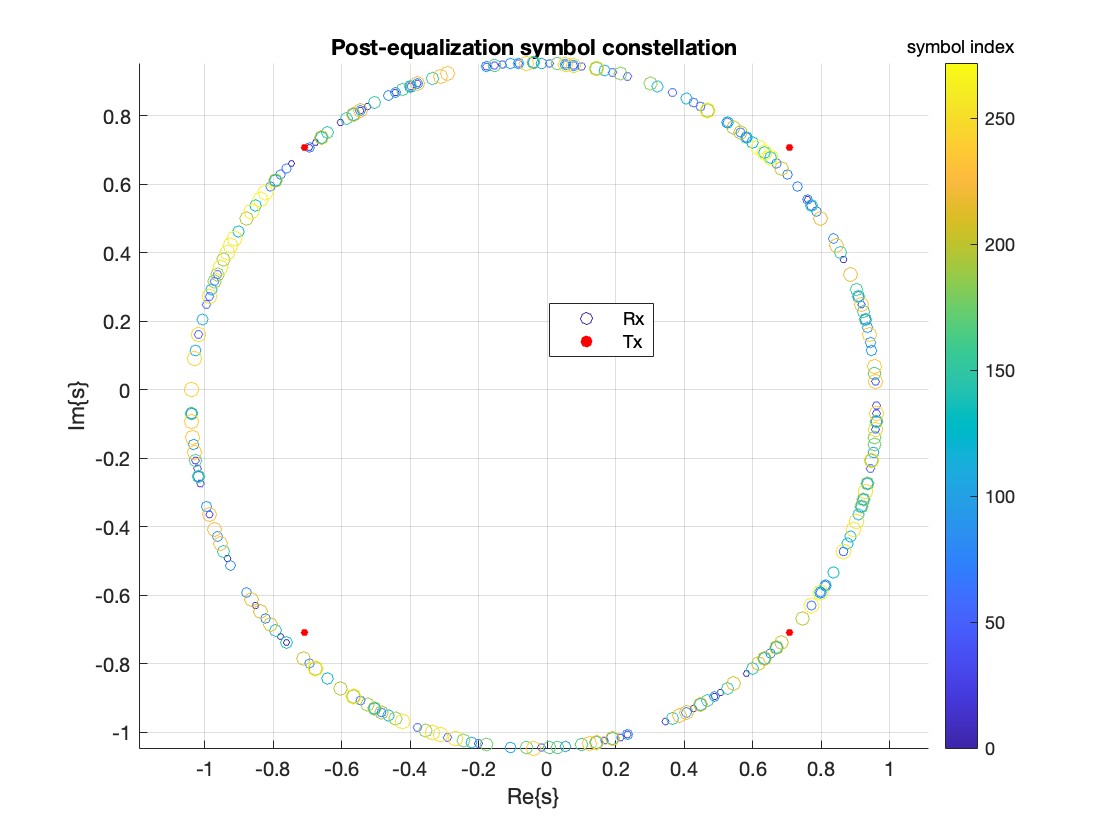 Post-equalization symbol constellation
symbol index
Im{s}
0.8
0.6
0.4
0.2
0
-0.2
-0.4
-0.6
-0.8
-1
Rx
Tx
250
200
150
100
50
0
-1 -0.8 -0.6 -0.4 -0.2 0 0.2 0.4 0.6 0.8 1
Re{s}